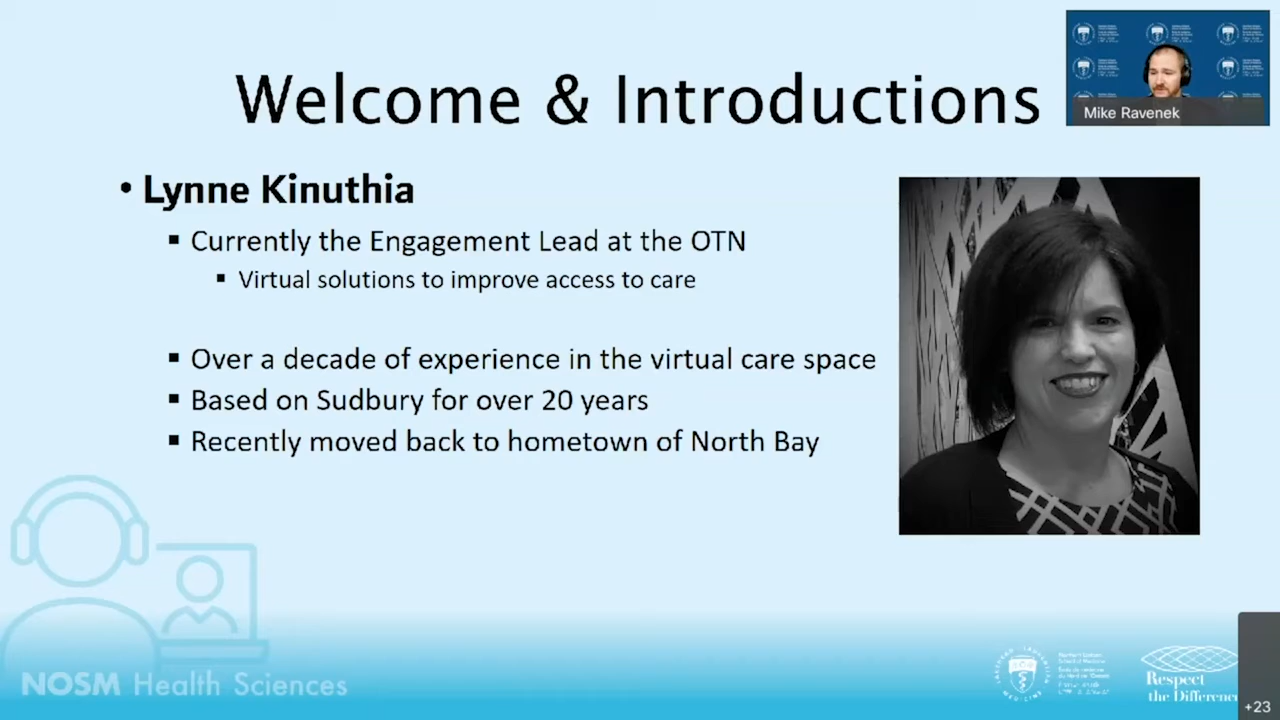 Welcome & Introductions
Mike Ravenek
• Lynne Kinuthia
▪ Currently the Engagement Lead at the OTN
▪ Virtual solutions to improve access to care
▪ Over a decade of experience in the virtual care space
▪ Based on Sudbury for over 20 years
▪ Recently moved back to hometown of North Bay
NOSM Health Sciences
Respect
the Differenc
+23